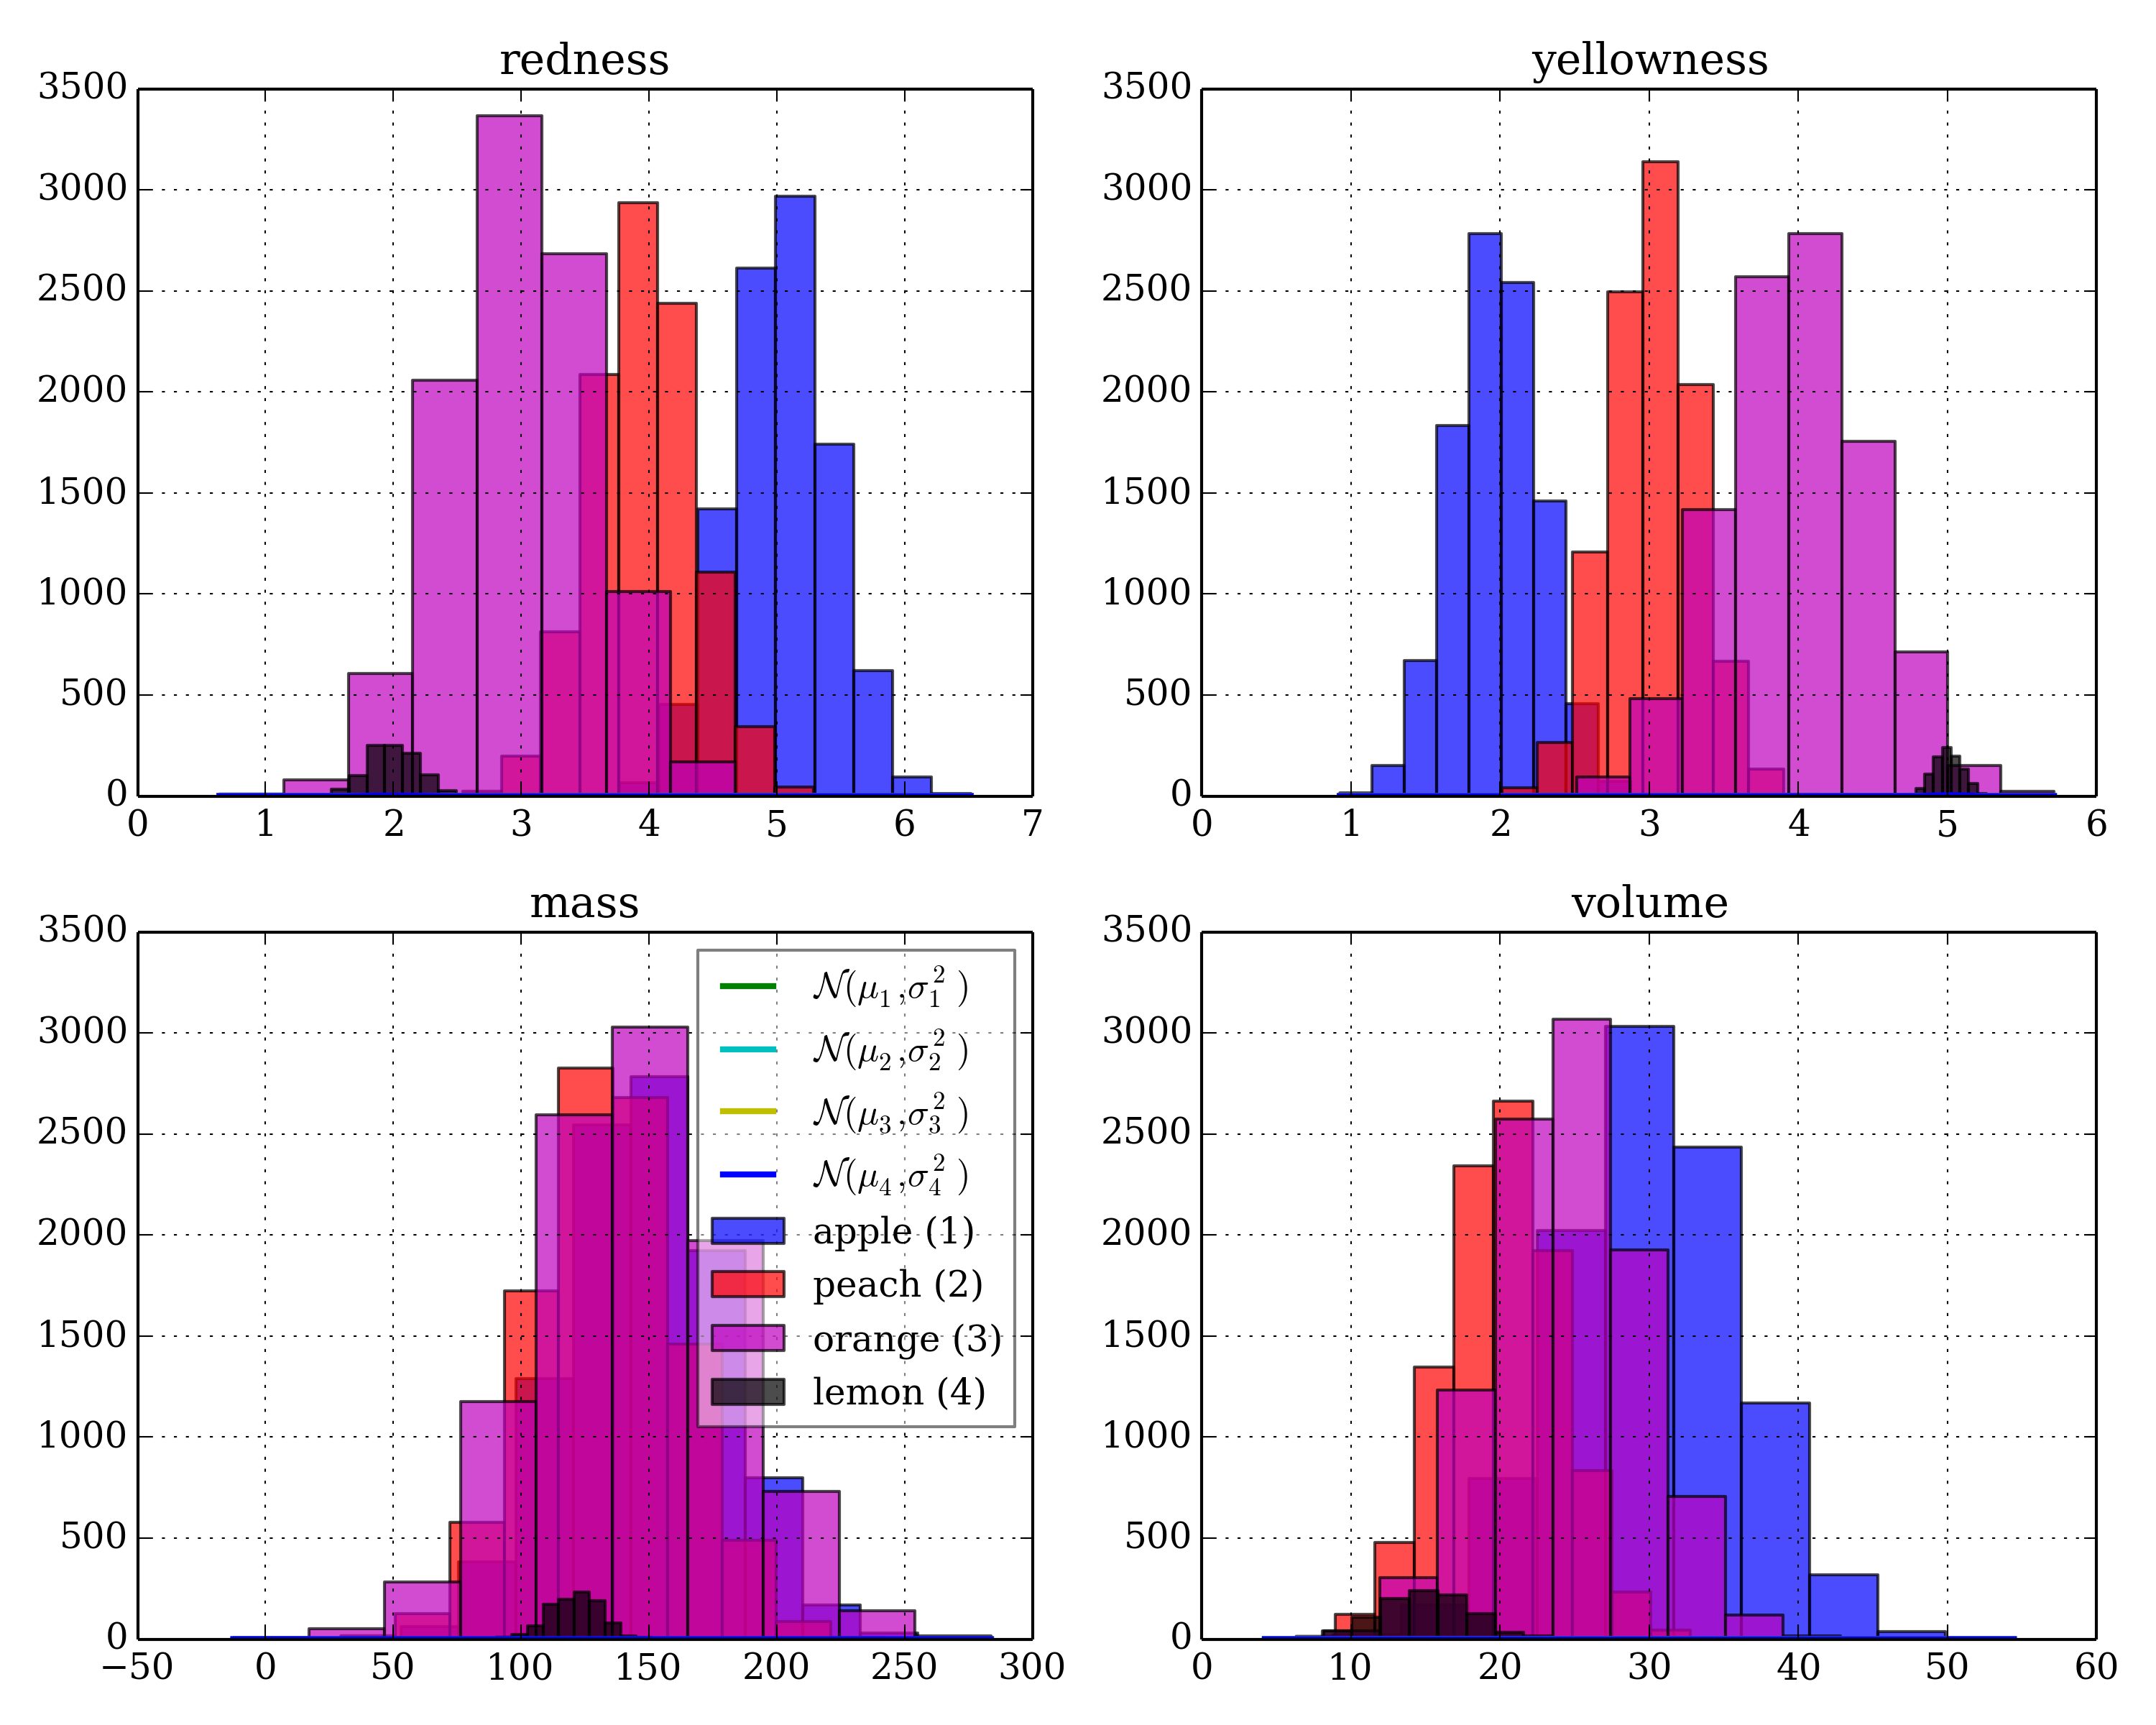 redness
3500
3000
2500
2000
1500
1000
500
0
0 1 2 3 4 5 6 7
yellowness
3500
3000
2500
2000
1500
1000
500
0
0 1 2 3 4 5 6
mass
3500
3000
2500
2000
1500
1000
500
0
−50 0 50 100 150 200 250 300
𝒩(μ₁,σ₁²)
𝒩(μ₂,σ₂²)
𝒩(μ₃,σ₃²)
𝒩(μ₄,σ₄²)
apple (1)
peach (2)
orange (3)
lemon (4)
volume
3500
3000
2500
2000
1500
1000
500
0
0 10 20 30 40 50 60